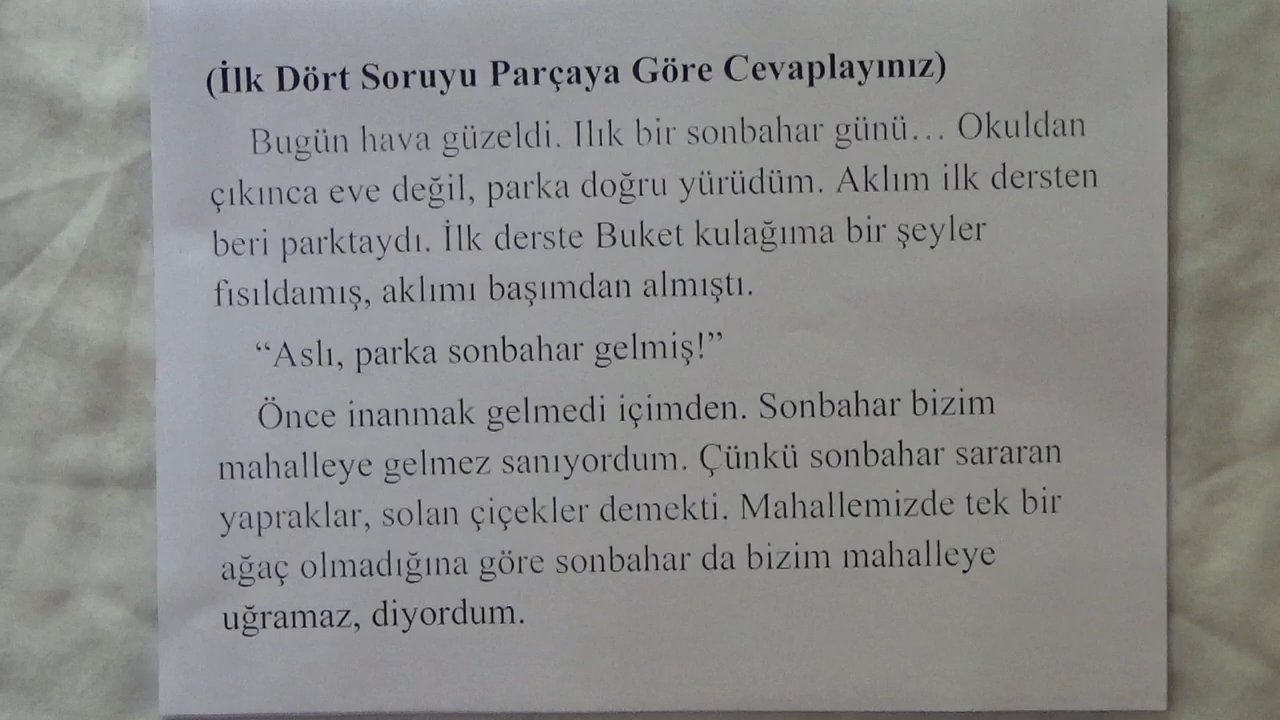 (İlk Dört Soruyu Parçaya Göre Cevaplayınız)
Bugün hava güzeldi. Ilık bir sonbahar günü… Okuldan
çıkınca eve değil, parka doğru yürüdüm. Aklım ilk dersten
beri parktaydı. İlk derste Buket kulağıma bir şeyler
fısıldamış, aklımı başımdan almıştı.
“Aslı, parka sonbahar gelmiş!”
Önce inanmak gelmedi içimden. Sonbahar bizim
mahalleye gelmez sanıyordum. Çünkü sonbahar sararan
yapraklar, solan çiçekler demekti. Mahallemizde tek bir
ağaç olmadığına göre sonbahar da bizim mahalleye
uğramaz, diyordum.